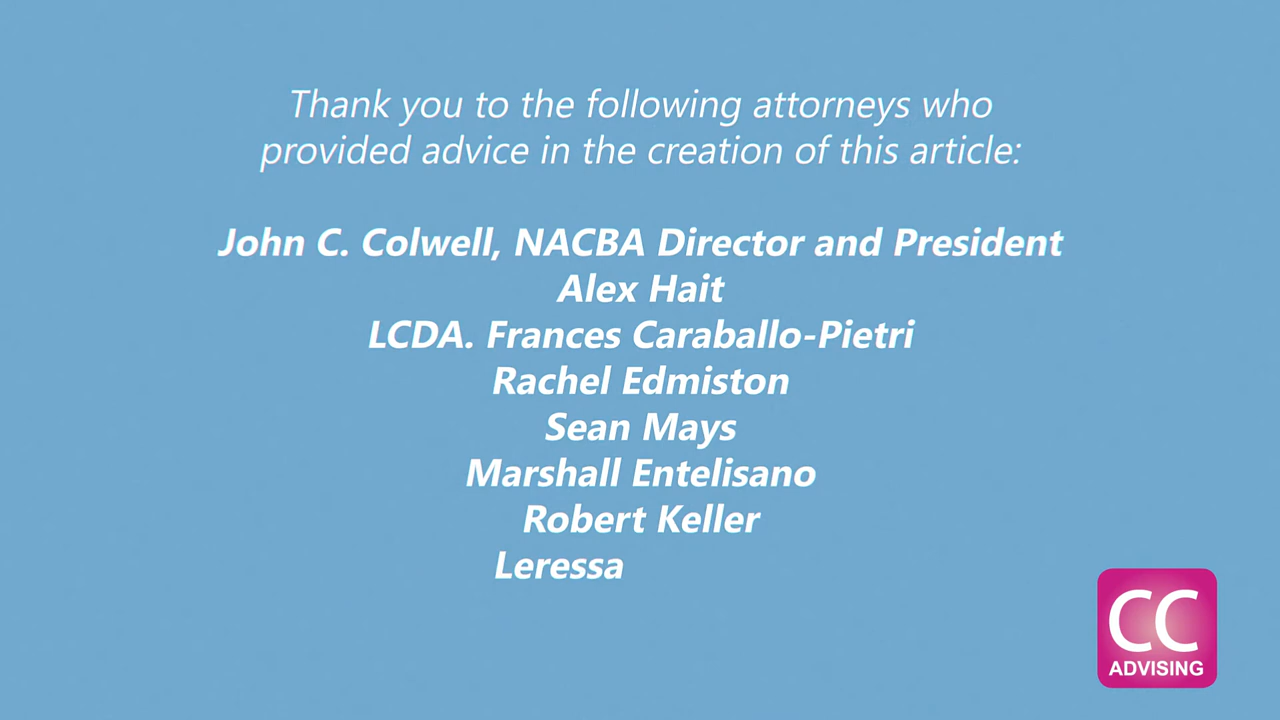 Thank you to the following attorneys who
provided advice in the creation of this article:
John C. Colwell, NACBA Director and President
Alex Hait
LCDA. Frances Caraballo-Pietri
Rachel Edmiston
Sean Mays
Marshall Entelisano
Robert Keller
Leressa
CC
ADVISING